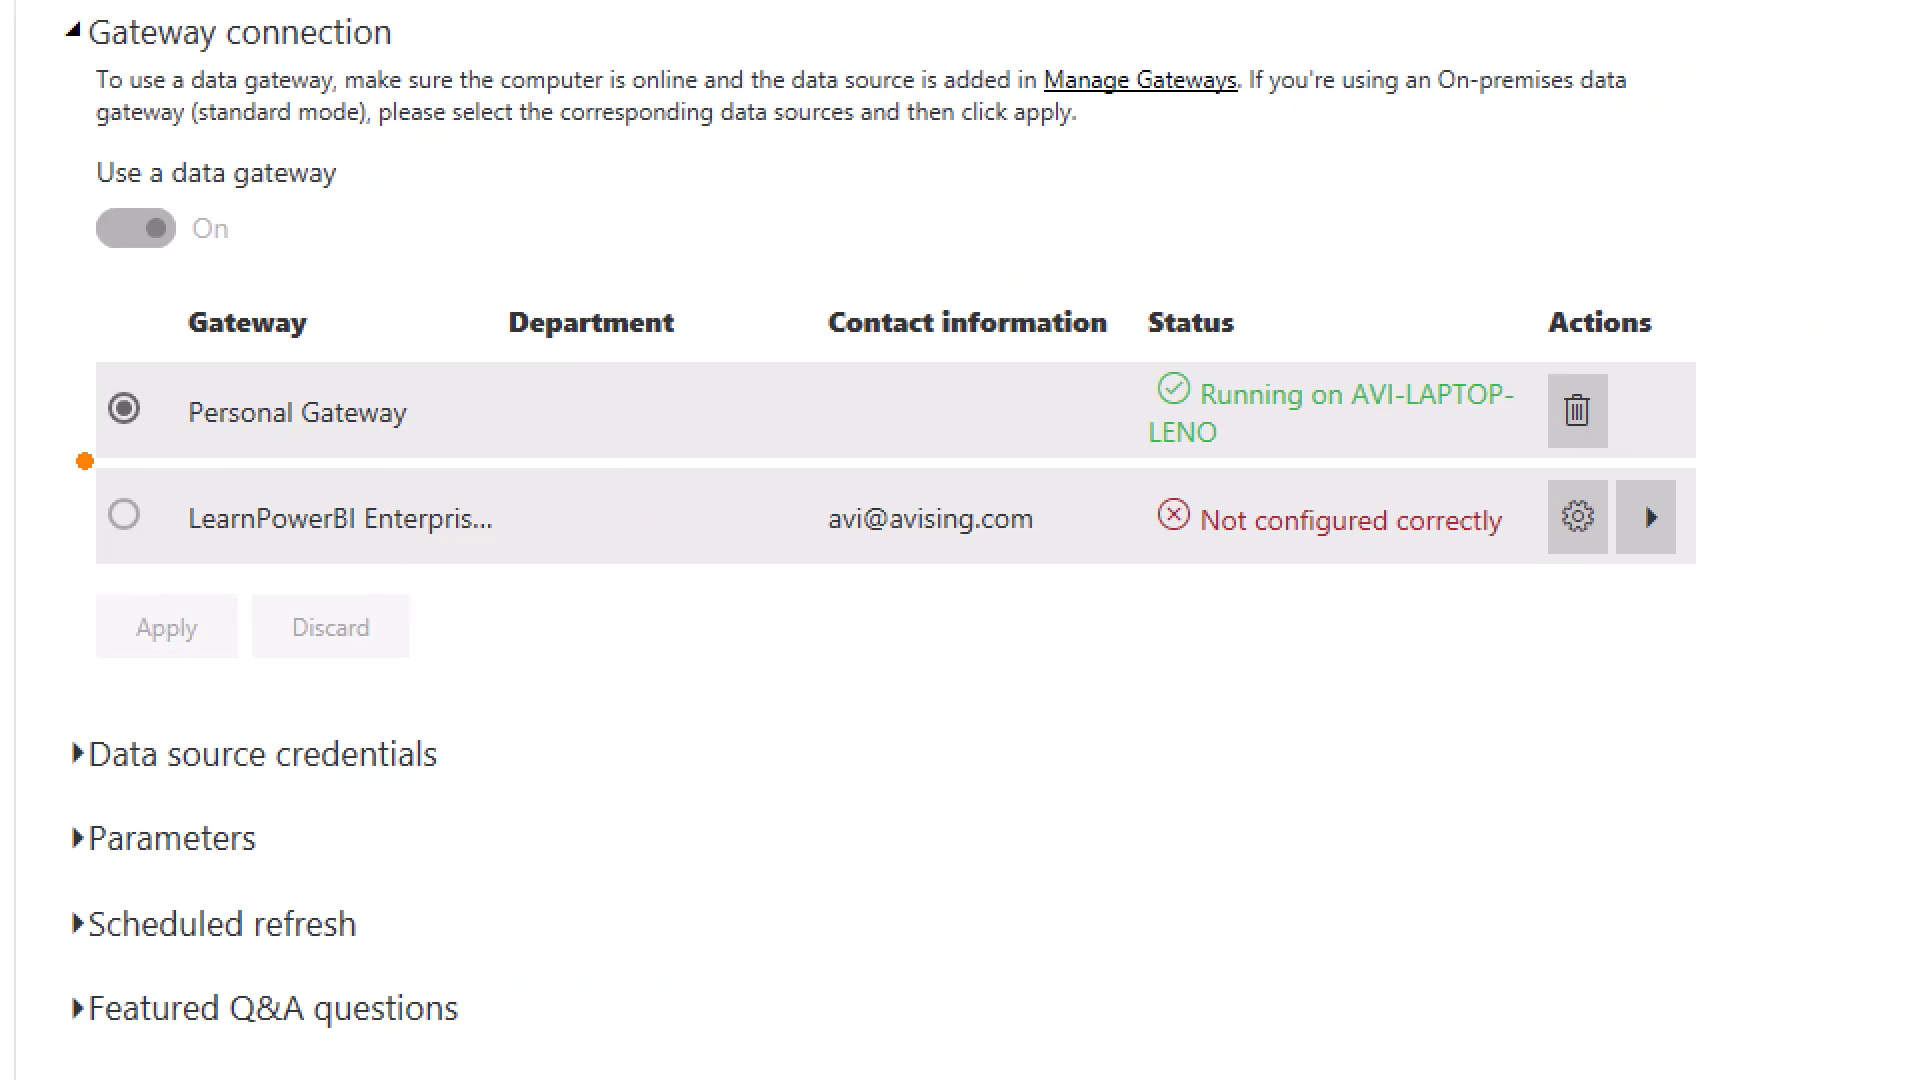 Gateway connection
To use a data gateway, make sure the computer is online and the data source is added in Manage Gateways. If you're using an On-premises data
gateway (standard mode), please select the corresponding data sources and then click apply.
Use a data gateway
On
Gateway Department Contact information Status Actions
Personal Gateway Running on AVI-LAPTOP-
LENO
LearnPowerBI Enterpris... avi@avising.com Not configured correctly
Apply Discard
Data source credentials
Parameters
Scheduled refresh
Featured Q&A questions